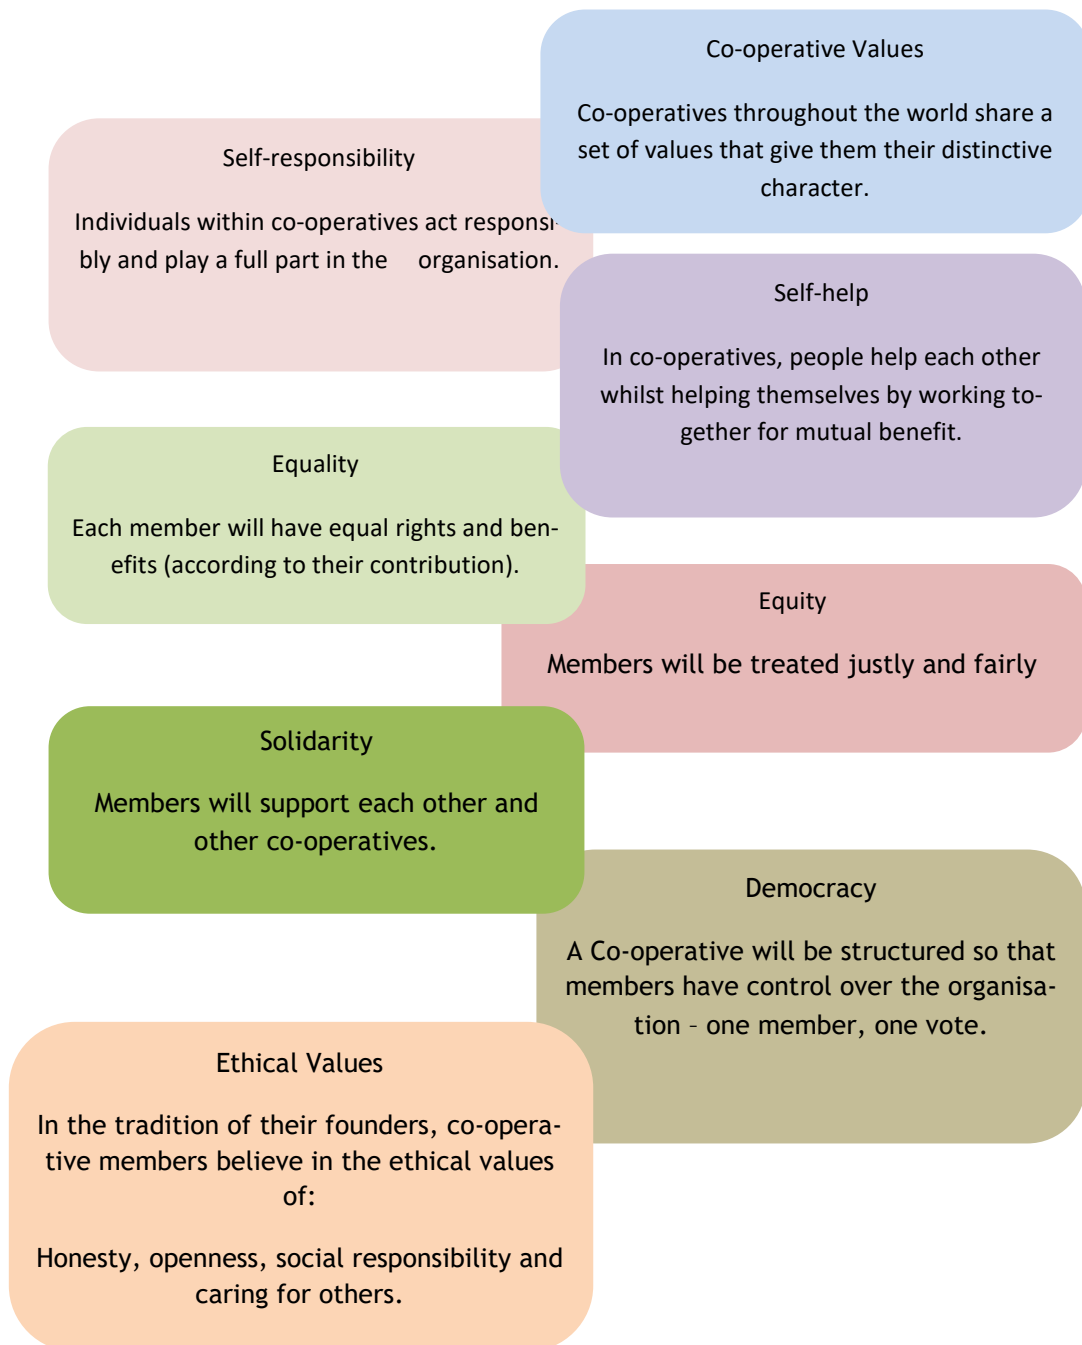 Co-operative Values
Co-operatives throughout the world share a
set of values that give them their distinctive
character.
Self-responsibility
Individuals within co-operatives act responsi-
bly and play a full part in the organisation.
Self-help
In co-operatives, people help each other
whilst helping themselves by working to-
gether for mutual benefit.
Equality
Each member will have equal rights and ben-
efits (according to their contribution).
Equity
Members will be treated justly and fairly
Solidarity
Members will support each other and
other co-operatives.
Democracy
A Co-operative will be structured so that
members have control over the organisa-
tion – one member, one vote.
Ethical Values
In the tradition of their founders, co-opera-
tive members believe in the ethical values
of:
Honesty, openness, social responsibility and
caring for others.